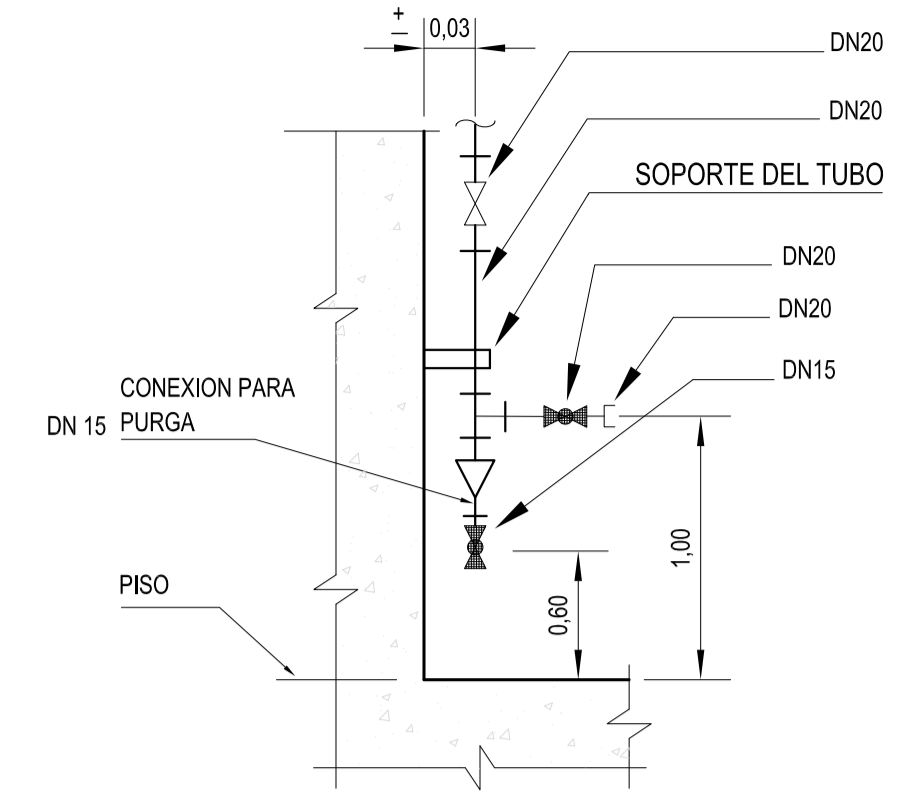 +
— 0,03
DN20
DN20
SOPORTE DEL TUBO
DN20
DN20
DN15
CONEXION PARA
DN 15 PURGA
1,00
0,60
PISO